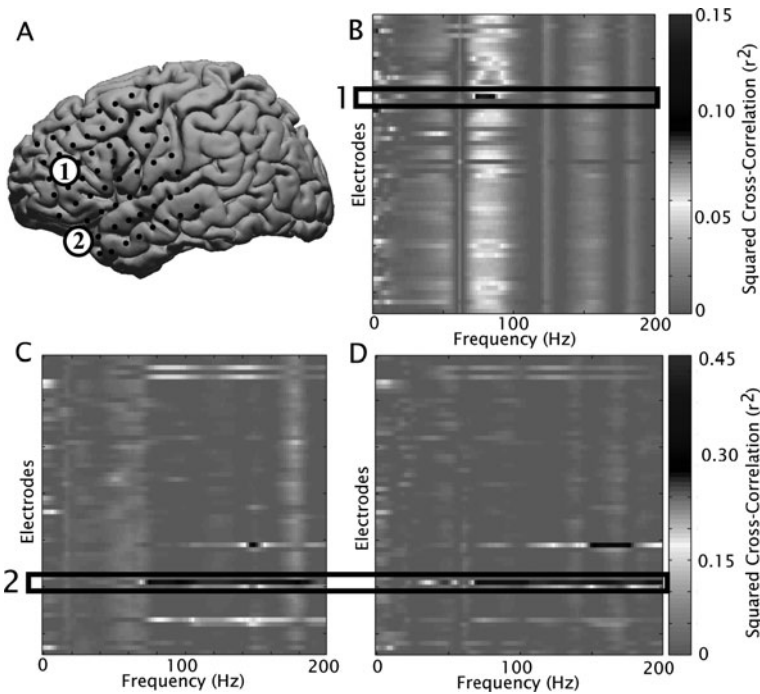 A
1
2
B
1
Electrodes
0
100
200
Frequency (Hz)
0.15
0.10
0.05
0
Squared Cross-Correlation (r²)
C
2
Electrodes
0
100
200
Frequency (Hz)
D
Electrodes
0
100
200
Frequency (Hz)
0.45
0.30
0.15
0
Squared Cross-Correlation (r²)